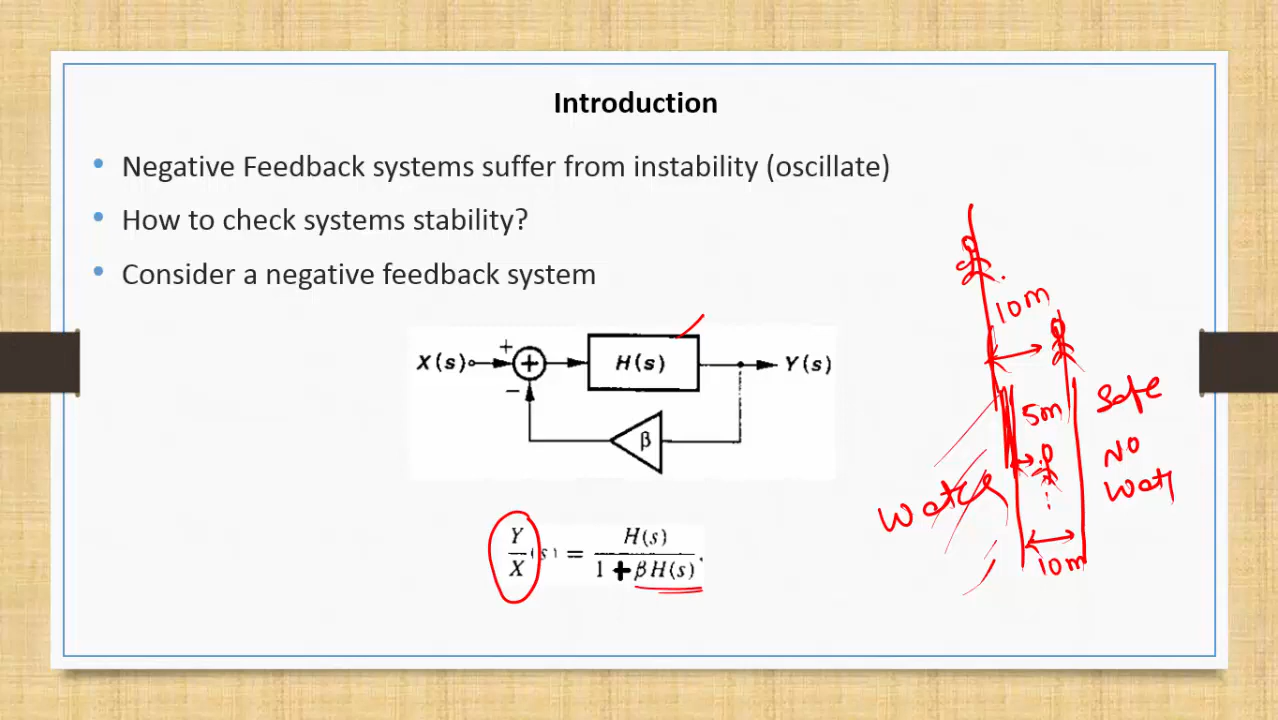 Introduction
• Negative Feedback systems suffer from instability (oscillate)
• How to check systems stability?
• Consider a negative feedback system
X(s) + + H(s) Y(s)
−
β
Y/X (s) = H(s) / 1 + βH(s).
10m
5m
Safe
NO
Wat
Water
10m